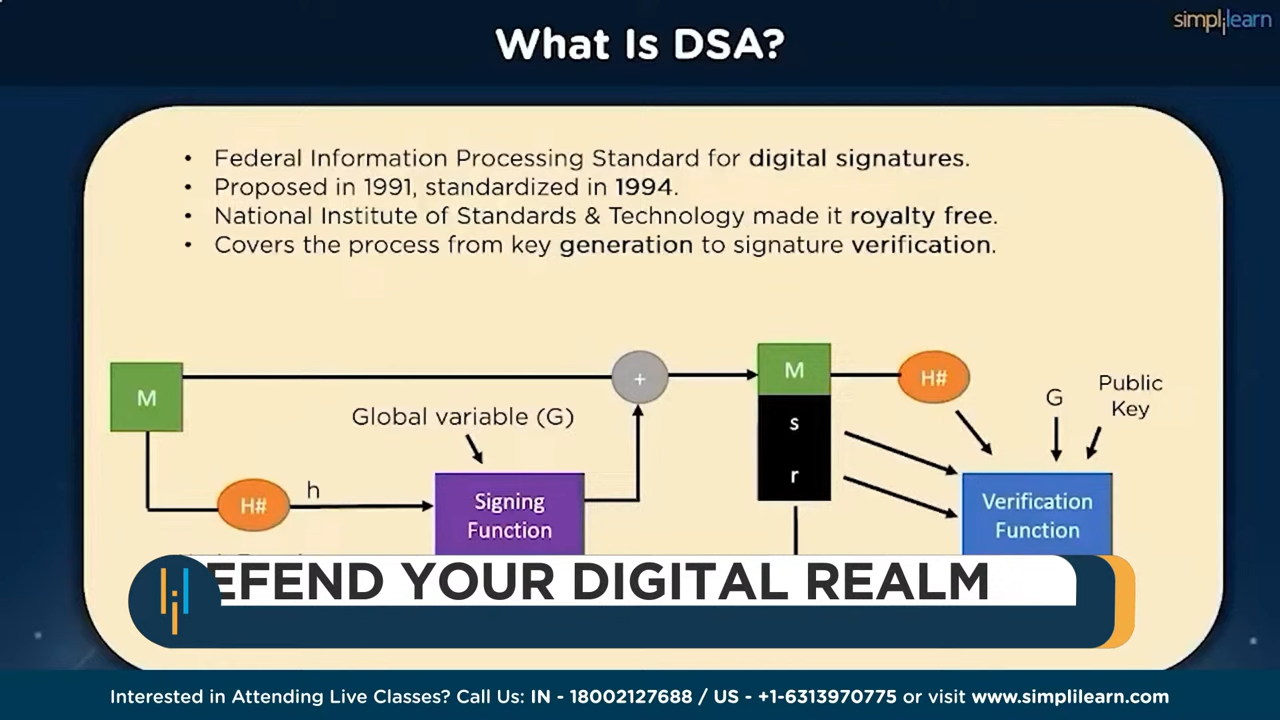 simplilearn
What Is DSA?
• Federal Information Processing Standard for digital signatures.
• Proposed in 1991, standardized in 1994.
• National Institute of Standards & Technology made it royalty free.
• Covers the process from key generation to signature verification.
M
+
M
H#
Public
Key
G
Global variable (G)
s
r
H#
h
Signing
Function
Verification
Function
EFEND YOUR DIGITAL REALM
Interested in Attending Live Classes? Call Us: IN - 18002127688 / US - +1-6313970775 or visit www.simplilearn.com